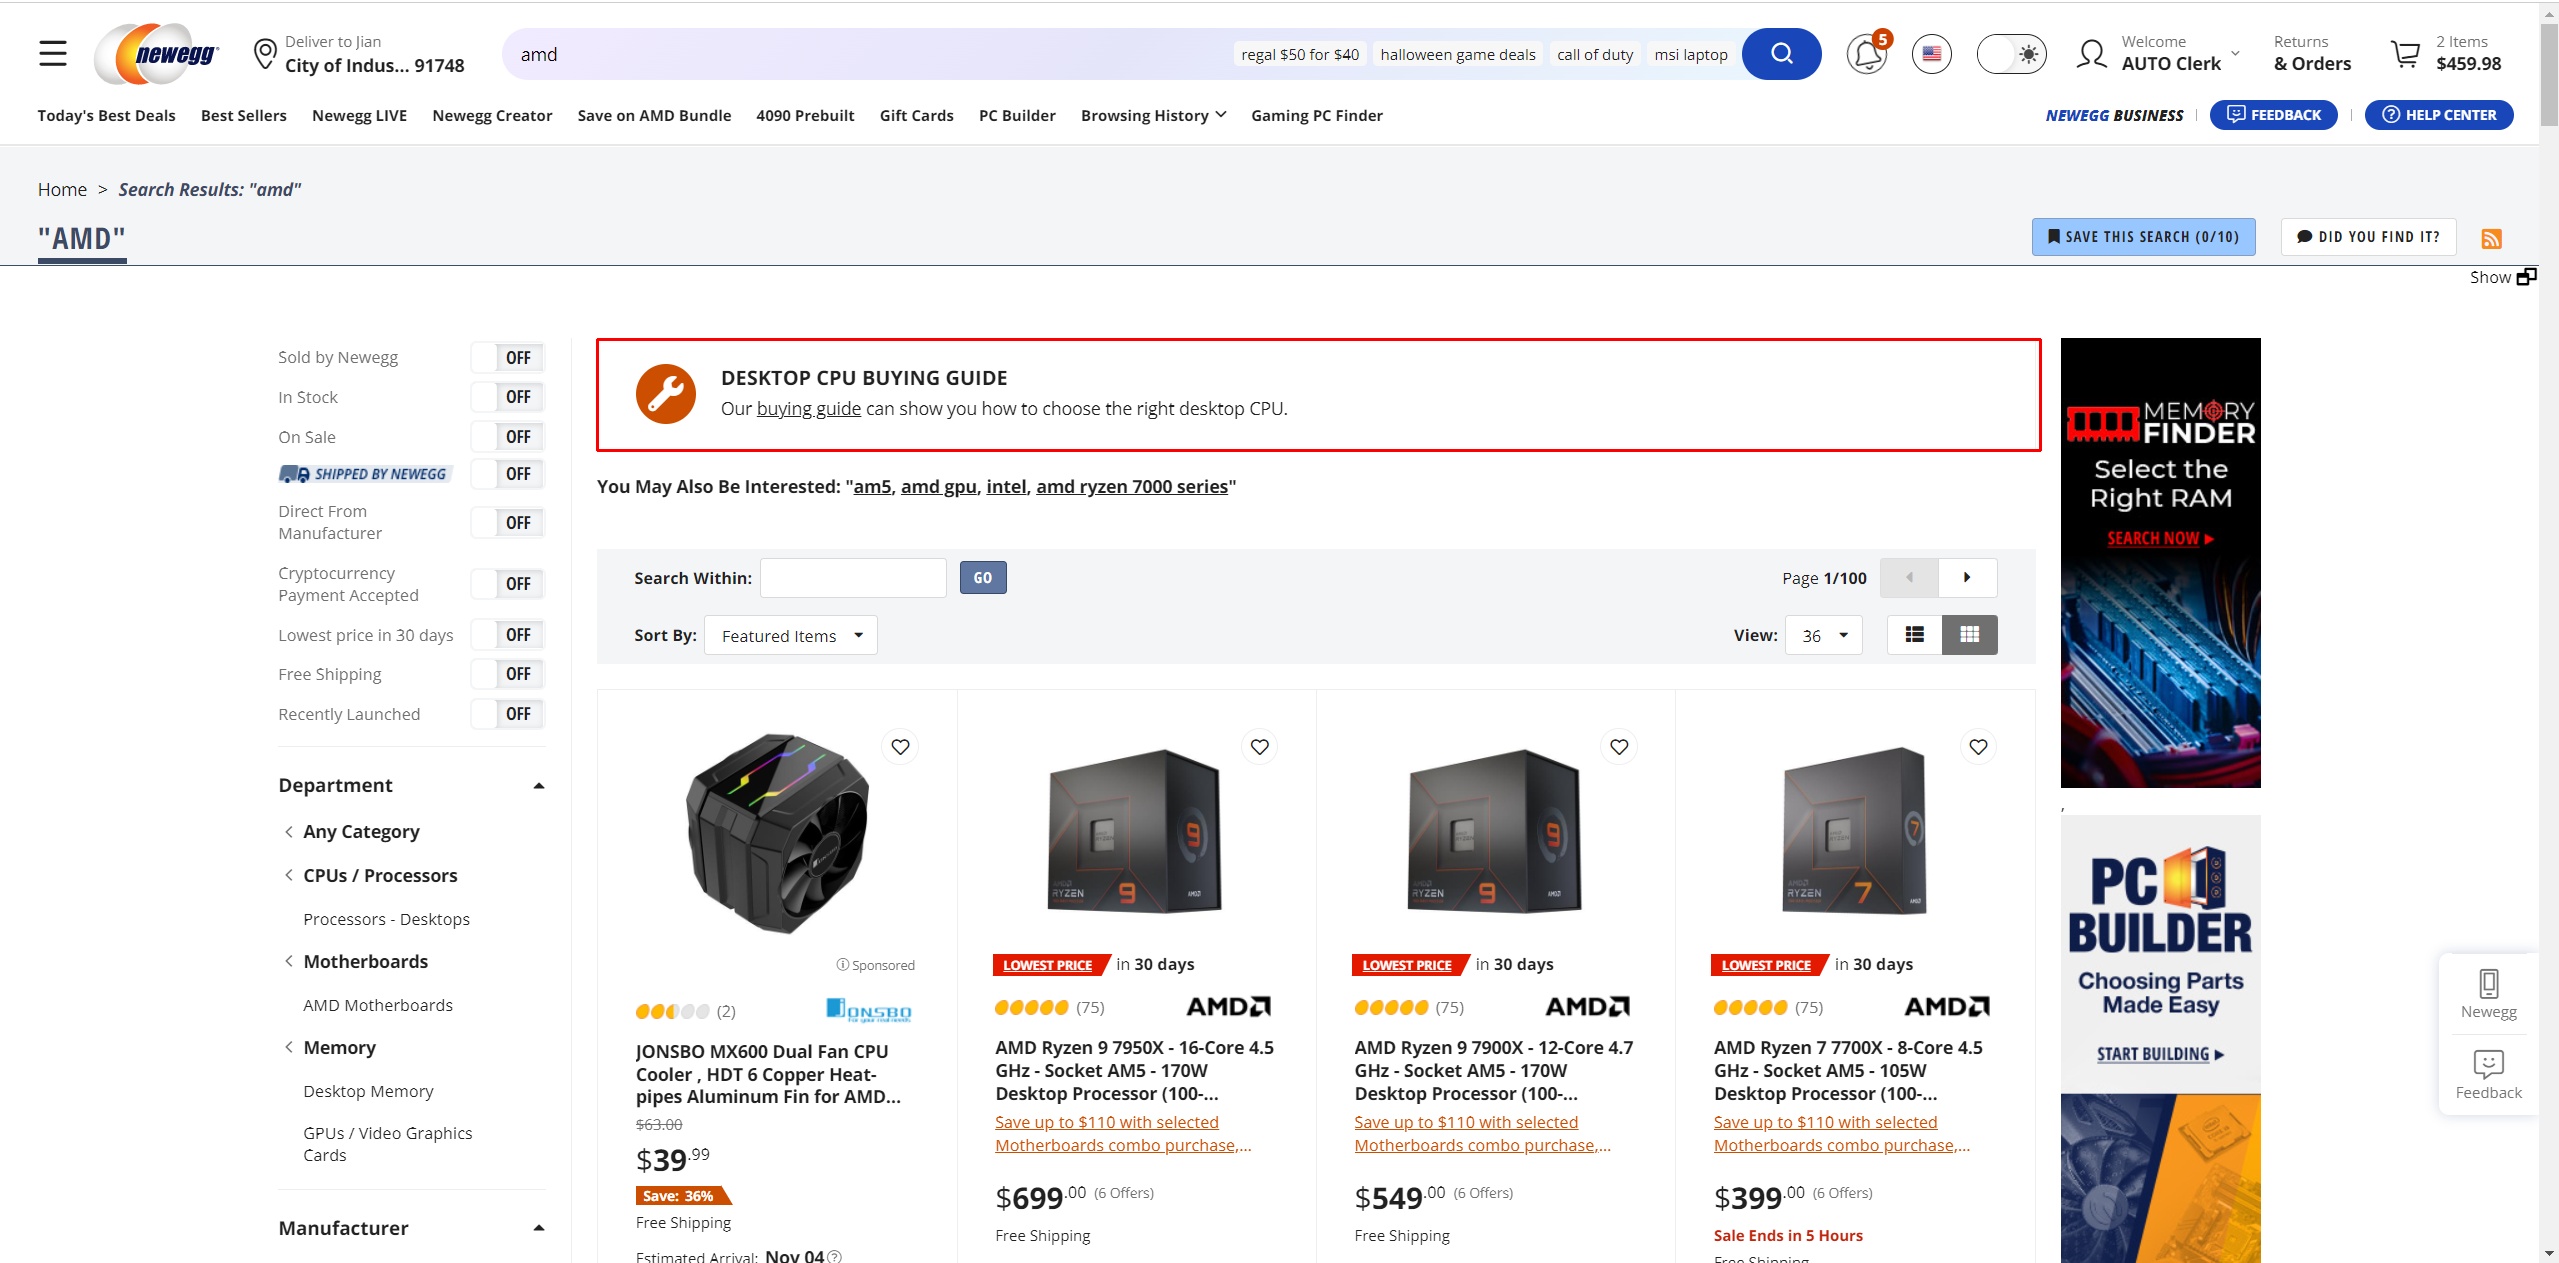 newegg
Deliver to Jian
City of Indus... 91748
amd
regal $50 for $40
halloween game deals
call of duty
msi laptop
5
Welcome
AUTO Clerk
Returns
& Orders
2 Items
$459.98
Today's Best Deals
Best Sellers
Newegg LIVE
Newegg Creator
Save on AMD Bundle
4090 Prebuilt
Gift Cards
PC Builder
Browsing History
Gaming PC Finder
NEWEGG BUSINESS
FEEDBACK
HELP CENTER
Home > Search Results: "amd"
"AMD"
SAVE THIS SEARCH (0/10)
DID YOU FIND IT?
Show
Sold by Newegg OFF
In Stock OFF
On Sale OFF
SHIPPED BY NEWEGG OFF
Direct From
Manufacturer OFF
Cryptocurrency
Payment Accepted OFF
Lowest price in 30 days OFF
Free Shipping OFF
Recently Launched OFF
Department
Any Category
CPUs / Processors
Processors - Desktops
Motherboards
AMD Motherboards
Memory
Desktop Memory
GPUs / Video Graphics
Cards
Manufacturer
DESKTOP CPU BUYING GUIDE
Our buying guide can show you how to choose the right desktop CPU.
You May Also Be Interested: "am5, amd gpu, intel, amd ryzen 7000 series"
Search Within:
GO
Page 1/100
Sort By: Featured Items
View: 36
Sponsored
(2)
JONSBO
JONSBO MX600 Dual Fan CPU
Cooler , HDT 6 Copper Heat-
pipes Aluminum Fin for AMD...
$63.00
$39.99
Save: 36%
Free Shipping
Estimated Arrival: Nov 04
RYZEN 9
9
AMD
LOWEST PRICE in 30 days
(75)
AMD
AMD Ryzen 9 7950X - 16-Core 4.5
GHz - Socket AM5 - 170W
Desktop Processor (100-...
Save up to $110 with selected
Motherboards combo purchase,...
$699.00 (6 Offers)
Free Shipping
RYZEN 9
9
AMD
LOWEST PRICE in 30 days
(75)
AMD
AMD Ryzen 9 7900X - 12-Core 4.7
GHz - Socket AM5 - 170W
Desktop Processor (100-...
Save up to $110 with selected
Motherboards combo purchase,...
$549.00 (6 Offers)
Free Shipping
RYZEN 7
7
AMD
LOWEST PRICE in 30 days
(75)
AMD
AMD Ryzen 7 7700X - 8-Core 4.5
GHz - Socket AM5 - 105W
Desktop Processor (100-...
Save up to $110 with selected
Motherboards combo purchase,...
$399.00 (6 Offers)
Sale Ends in 5 Hours
Free Shipping
MEMORY
FINDER
Select the
Right RAM
SEARCH NOW
,
PC
BUILDER
Choosing Parts
Made Easy
START BUILDING
Newegg
Feedback